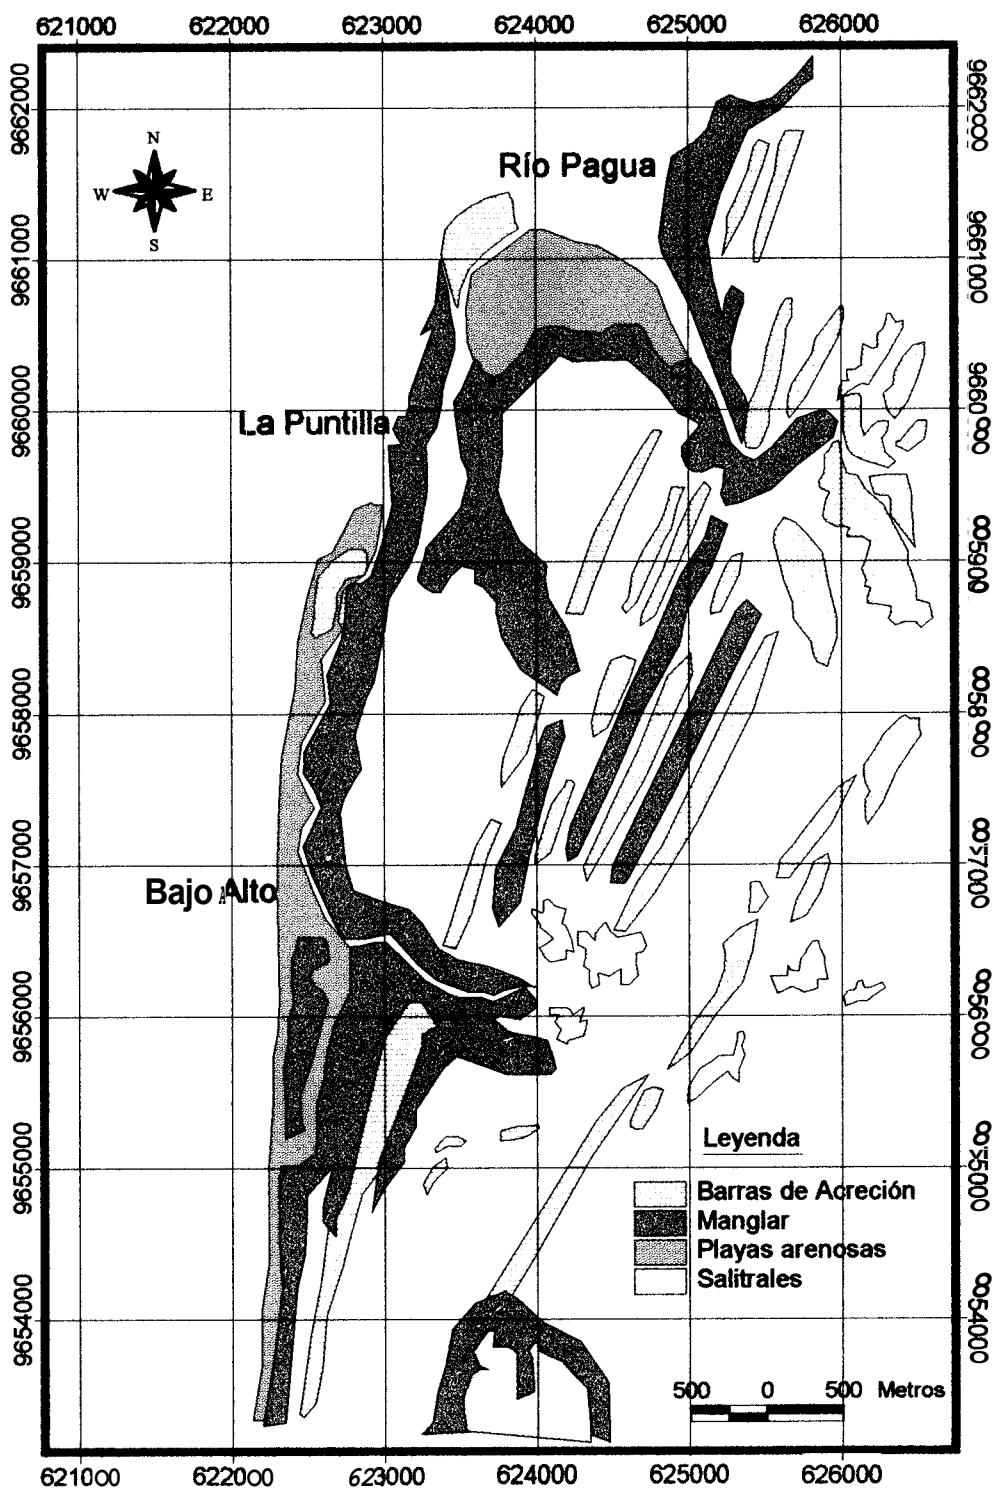 621000 622000 623000 624000 625000 626000
9662000
9662000
N
W E
S
Río Pagua
9661000
9661000
9660000
La Puntilla
9659000
9658000
9657000
Bajo Alto
9656000
9655000
Leyenda
Barras de Acreción
Manglar
Playas arenosas
Salitrales
9654000
500 0 500 Metros
621000 622000 623000 624000 625000 626000